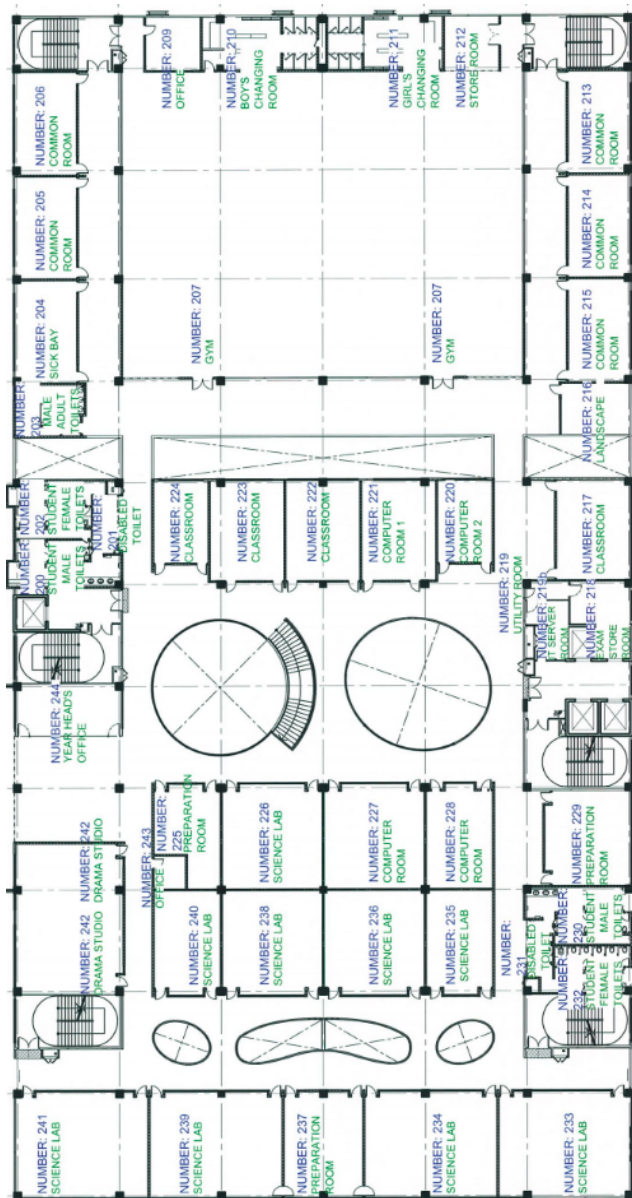 NUMBER: 209
OFFICE
NUMBER: 210
BOY'S
CHANGING
ROOM
NUMBER: 211
GIRL'S
CHANGING
ROOM
NUMBER: 212
STORE ROOM
NUMBER: 206
COMMON
ROOM
NUMBER: 213
COMMON
ROOM
NUMBER: 205
COMMON
ROOM
NUMBER: 214
COMMON
ROOM
NUMBER: 204
SICK BAY
NUMBER: 207
GYM
NUMBER: 207
GYM
NUMBER: 215
COMMON
ROOM
NUMBER:
203
MALE
ADULT
TOILETS
NUMBER: 216
LANDSCAPE
NUMBER:
202
STUDENT
FEMALE
TOILETS
NUMBER:
201
DISABLED
TOILET
NUMBER:
200
STUDENT
MALE
TOILETS
NUMBER: 224
CLASSROOM
NUMBER: 223
CLASSROOM
NUMBER: 222
CLASSROOM
NUMBER: 221
COMPUTER
ROOM 1
NUMBER: 220
COMPUTER
ROOM 2
NUMBER: 217
CLASSROOM
NUMBER: 219
UTILITY ROOM
NUMBER: 219b
IT SERVER
ROOM
NUMBER: 218
EXAM
STORE
ROOM
NUMBER: 244
YEAR HEAD'S
OFFICE
NUMBER: 242
DRAMA STUDIO
NUMBER: 242
DRAMA STUDIO
NUMBER: 243
OFFICE
NUMBER:
225
PREPARATION
ROOM
NUMBER: 226
SCIENCE LAB
NUMBER: 227
COMPUTER
ROOM
NUMBER: 228
COMPUTER
ROOM
NUMBER: 229
PREPARATION
ROOM
NUMBER: 240
SCIENCE LAB
NUMBER: 238
SCIENCE LAB
NUMBER: 236
SCIENCE LAB
NUMBER: 235
SCIENCE LAB
NUMBER:
231
DISABLED
TOILET
NUMBER:
230
STUDENT
MALE
TOILETS
NUMBER:
232
STUDENT
FEMALE
TOILETS
NUMBER: 241
SCIENCE LAB
NUMBER: 239
SCIENCE LAB
NUMBER: 237
PREPARATION
ROOM
NUMBER: 234
SCIENCE LAB
NUMBER: 233
SCIENCE LAB